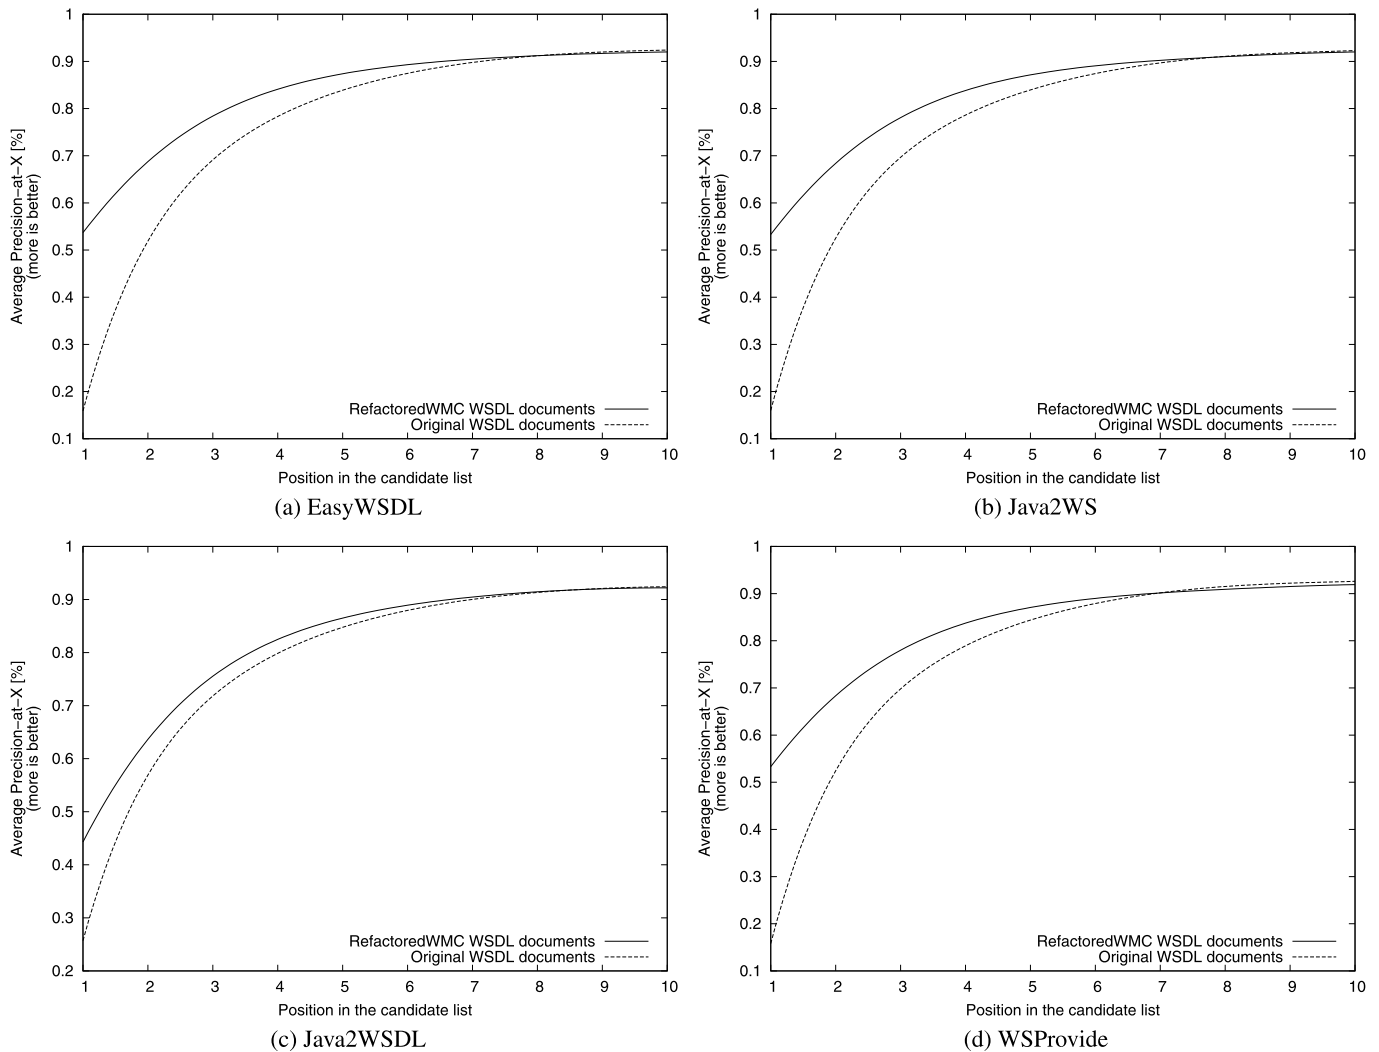 1
0.9
0.8
0.7
0.6
0.5
0.4
0.3
0.2
0.1
Average Precision-at-X [%]
(more is better)
RefactoredWMC WSDL documents
Original WSDL documents
1 2 3 4 5 6 7 8 9 10
Position in the candidate list
(a) EasyWSDL
1
0.9
0.8
0.7
0.6
0.5
0.4
0.3
0.2
0.1
Average Precision-at-X [%]
(more is better)
RefactoredWMC WSDL documents
Original WSDL documents
1 2 3 4 5 6 7 8 9 10
Position in the candidate list
(b) Java2WS
1
0.9
0.8
0.7
0.6
0.5
0.4
0.3
0.2
Average Precision-at-X [%]
(more is better)
RefactoredWMC WSDL documents
Original WSDL documents
1 2 3 4 5 6 7 8 9 10
Position in the candidate list
(c) Java2WSDL
1
0.9
0.8
0.7
0.6
0.5
0.4
0.3
0.2
0.1
Average Precision-at-X [%]
(more is better)
RefactoredWMC WSDL documents
Original WSDL documents
1 2 3 4 5 6 7 8 9 10
Position in the candidate list
(d) WSProvide